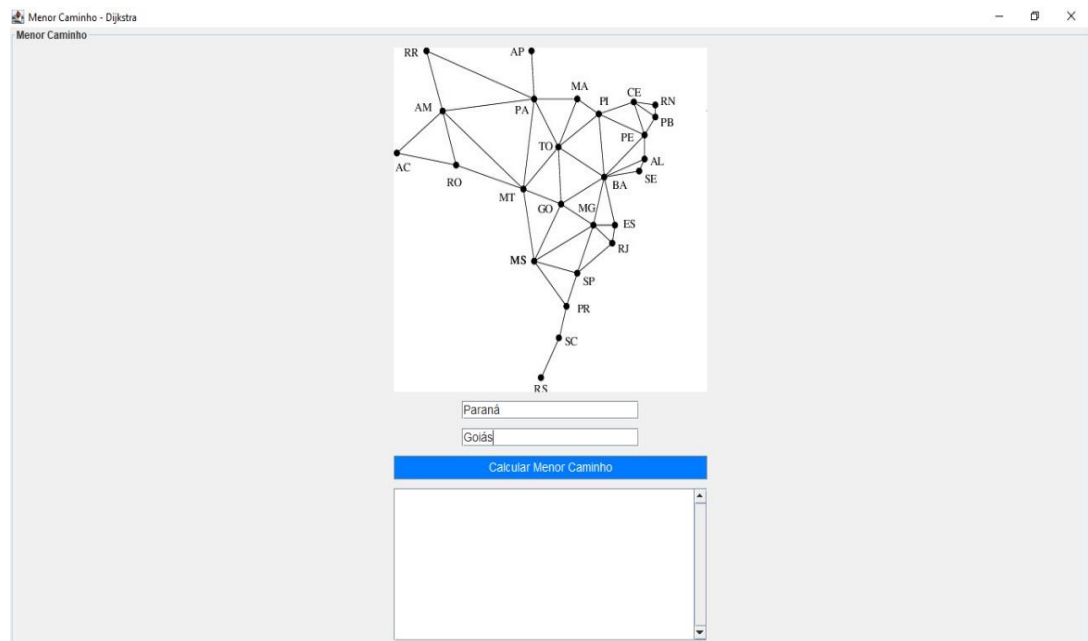 Menor Caminho - Dijkstra
Menor Caminho
RR
AP
MA
CE
PI
RN
AM
PA
PB
PE
TO
AL
AC
SE
RO
BA
MT
GO
MG
ES
RJ
MS
SP
PR
SC
RS
Paraná
Goiás
Calcular Menor Caminho